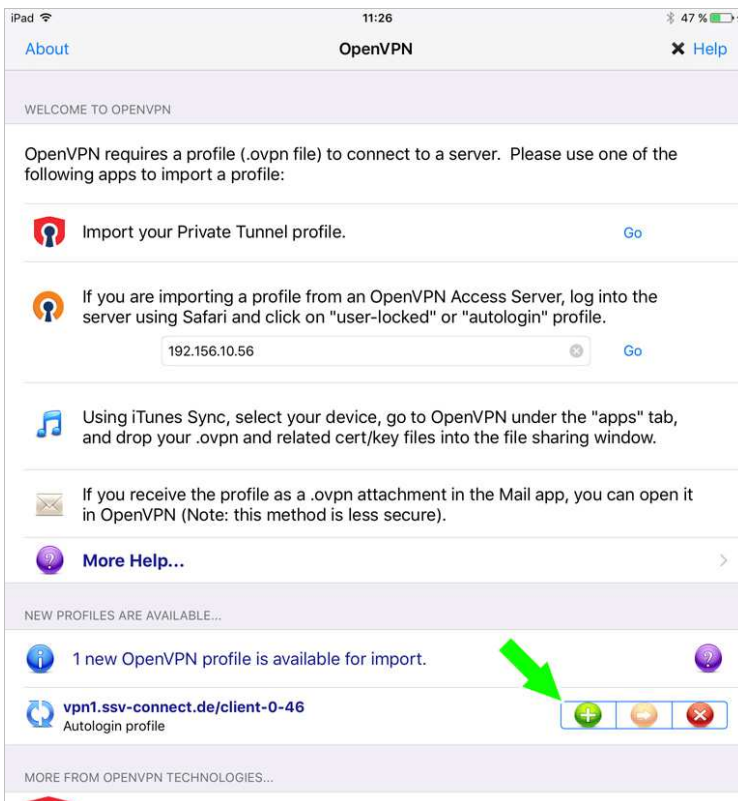 iPad 11:26 47 %
About OpenVPN Help
WELCOME TO OPENVPN
OpenVPN requires a profile (.ovpn file) to connect to a server. Please use one of the
following apps to import a profile:
Import your Private Tunnel profile. Go
If you are importing a profile from an OpenVPN Access Server, log into the
server using Safari and click on "user-locked" or "autologin" profile.
192.156.10.56 Go
Using iTunes Sync, select your device, go to OpenVPN under the "apps" tab,
and drop your .ovpn and related cert/key files into the file sharing window.
If you receive the profile as a .ovpn attachment in the Mail app, you can open it
in OpenVPN (Note: this method is less secure).
More Help...
NEW PROFILES ARE AVAILABLE...
1 new OpenVPN profile is available for import.
vpn1.ssv-connect.de/client-0-46
Autologin profile
MORE FROM OPENVPN TECHNOLOGIES...